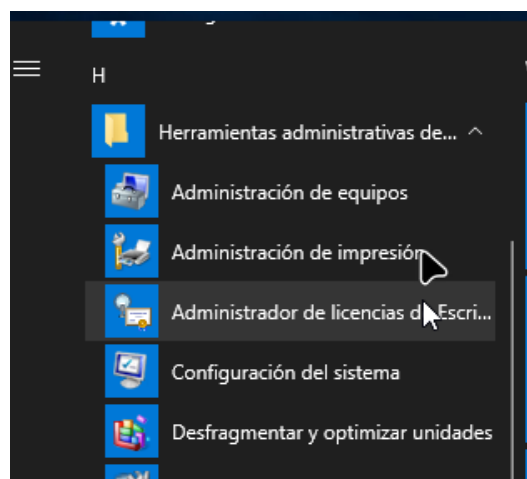 H
Herramientas administrativas de...
Administración de equipos
Administración de impresión
Administrador de licencias de Escri...
Configuración del sistema
Desfragmentar y optimizar unidades